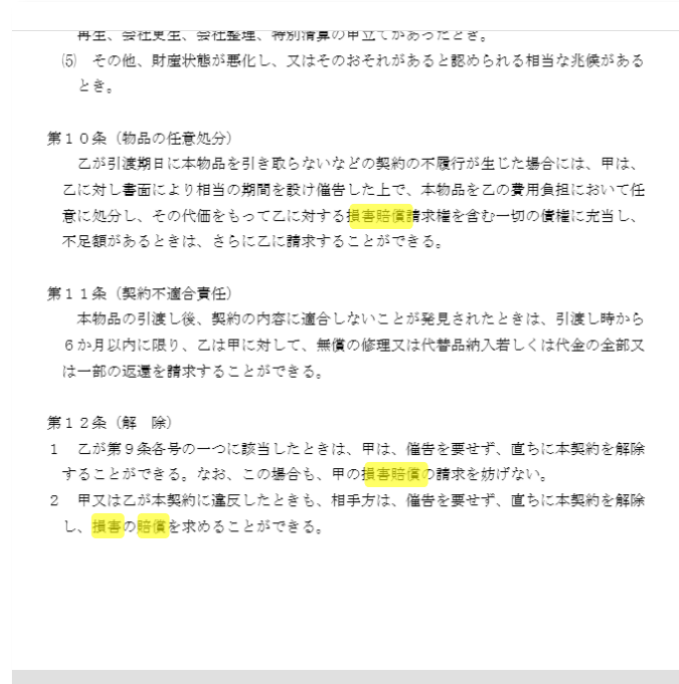 再生、会社更生、会社整理、特別清算の申立てがあったとき。
⑸ その他、財産状態が悪化し、又はそのおそれがあると認められる相当な兆候がある
とき。
第10条（物品の任意処分）
乙が引渡期日に本物品を引き取らないなどの契約の不履行が生じた場合には、甲は、
乙に対し書面により相当の期間を設け催告した上で、本物品を乙の費用負担において任
意に処分し、その代価をもって乙に対する損害賠償請求権を含む一切の債権に充当し、
不足額があるときは、さらに乙に請求することができる。
第11条（契約不適合責任）
本物品の引渡し後、契約の内容に適合しないことが発見されたときは、引渡し時から
６か月以内に限り、乙は甲に対して、無償の修理又は代替品納入若しくは代金の全部又
は一部の返還を請求することができる。
第12条（解　除）
１ 乙が第９条各号の一つに該当したときは、甲は、催告を要せず、直ちに本契約を解除
することができる。なお、この場合も、甲の損害賠償の請求を妨げない。
２ 甲又は乙が本契約に違反したときも、相手方は、催告を要せず、直ちに本契約を解除
し、損害の賠償を求めることができる。